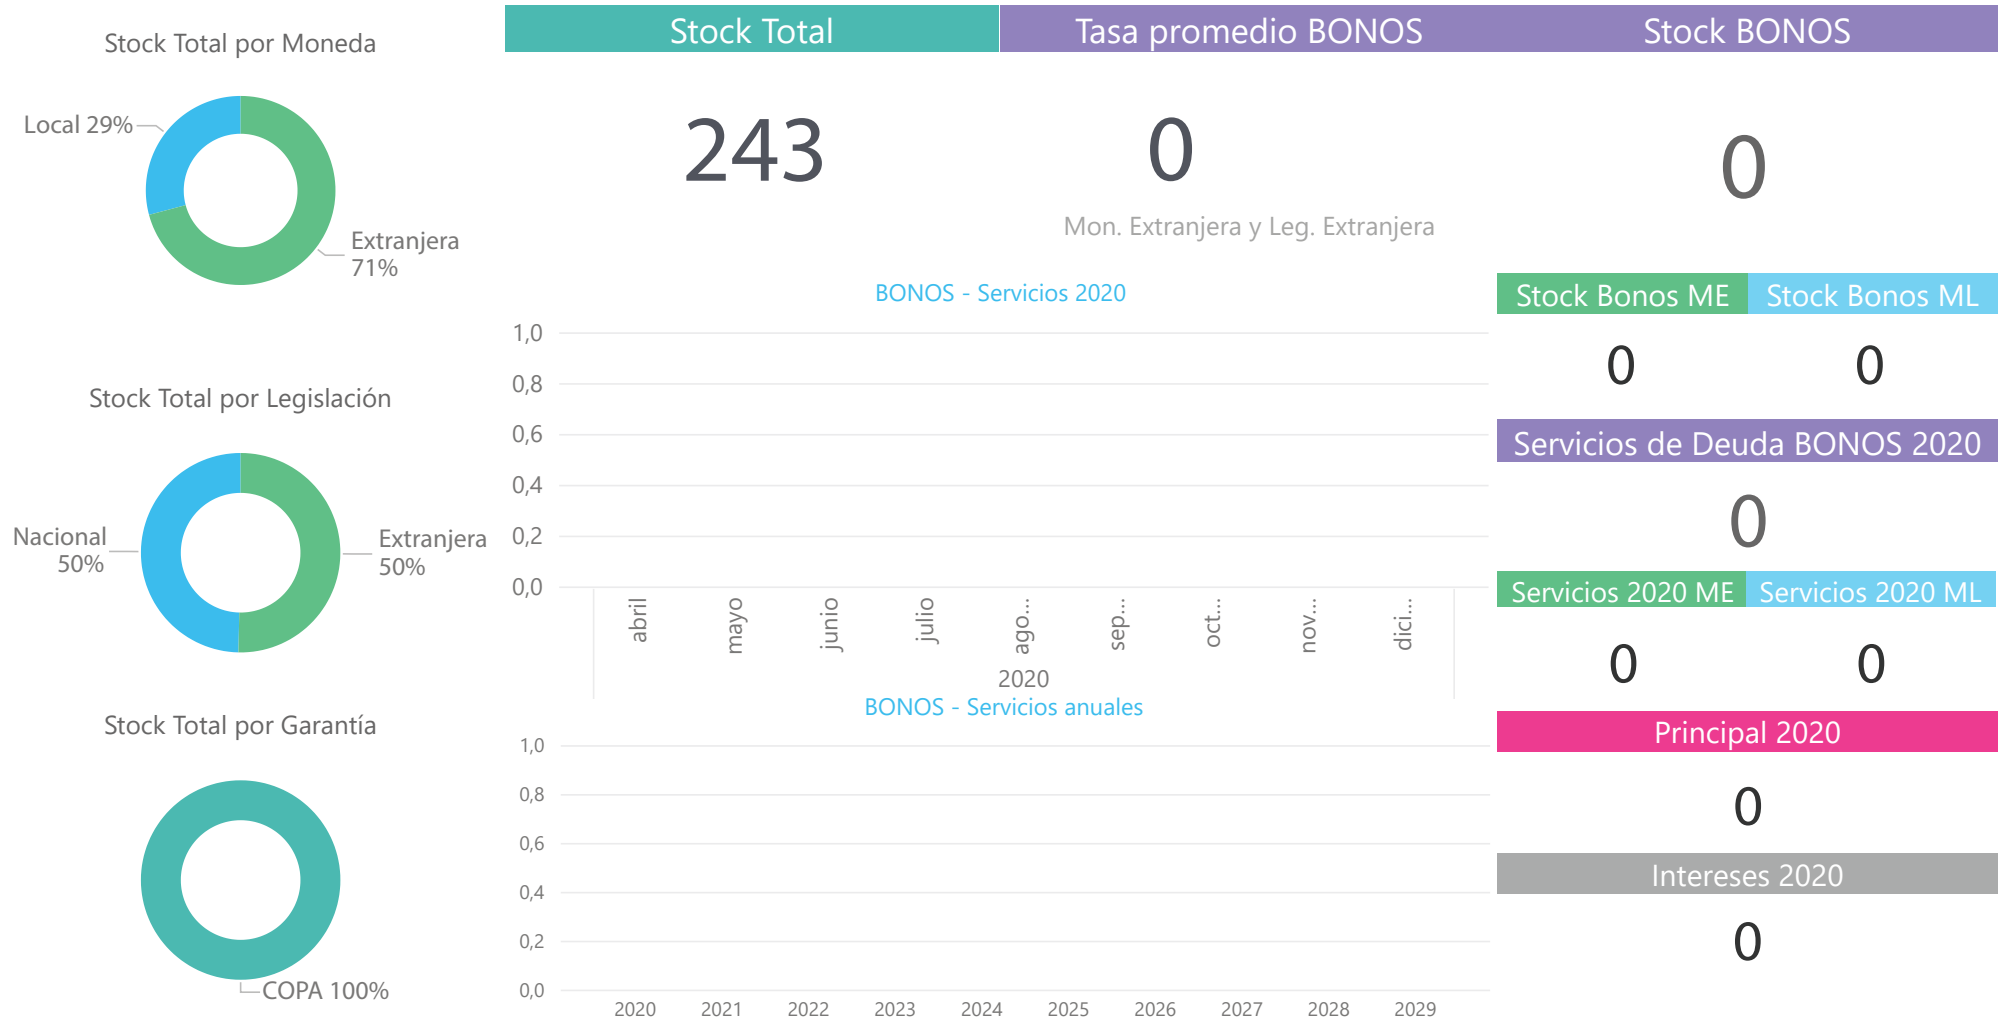 Stock Total por Moneda
Local 29%
Extranjera
71%
Stock Total por Legislación
Nacional
50%
Extranjera
50%
Stock Total por Garantía
COPA 100%
Stock Total
243
Tasa promedio BONOS
0
Mon. Extranjera y Leg. Extranjera
Stock BONOS
0
BONOS - Servicios 2020
1,0
0,8
0,6
0,4
0,2
0,0
abril
mayo
junio
julio
ago...
sep...
oct...
nov...
dici...
2020
BONOS - Servicios anuales
1,0
0,8
0,6
0,4
0,2
0,0
2020 2021 2022 2023 2024 2025 2026 2027 2028 2029
Stock Bonos ME
Stock Bonos ML
0
0
Servicios de Deuda BONOS 2020
0
Servicios 2020 ME
Servicios 2020 ML
0
0
Principal 2020
0
Intereses 2020
0